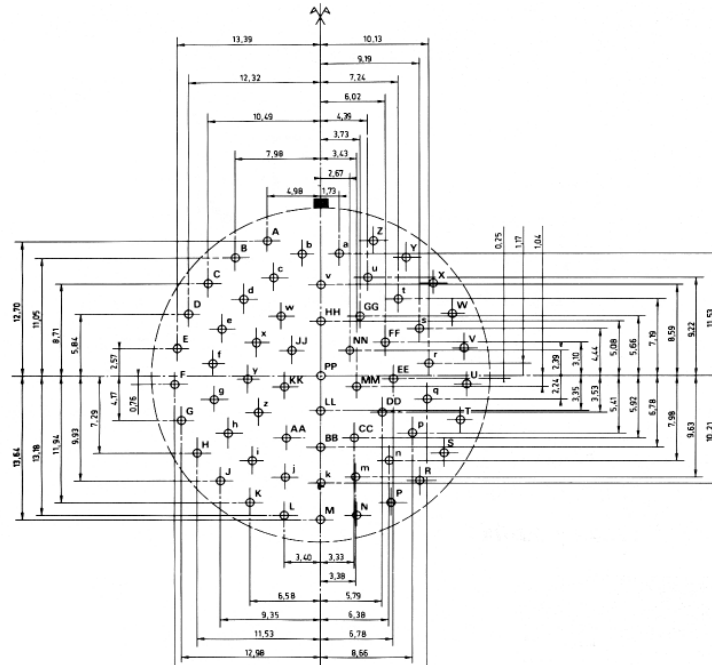 13,39
10,13
9,19
12,32
7,24
6,02
10,49
4,39
3,73
7,98
3,43
2,67
4,98
1,73
0,25
1,17
1,04
A
Z
B
b
a
Y
C
c
v
u
X
d
t
D
w
HH
GG
W
e
s
E
x
JJ
NN
FF
V
f
PP
r
F
y
KK
MM
EE
U
g
q
G
z
LL
DD
T
h
AA
BB
CC
p
H
i
n
S
J
j
k
m
R
K
P
L
M
N
12,70
11,05
8,71
5,84
2,57
4,17
0,76
7,29
9,93
11,94
13,18
13,64
2,39
3,10
4,44
5,08
5,66
7,19
8,59
9,22
11,53
2,24
3,35
3,53
5,41
5,92
6,78
7,98
9,63
10,21
3,40
3,33
3,38
6,58
5,79
9,35
6,38
11,53
6,78
12,98
8,66